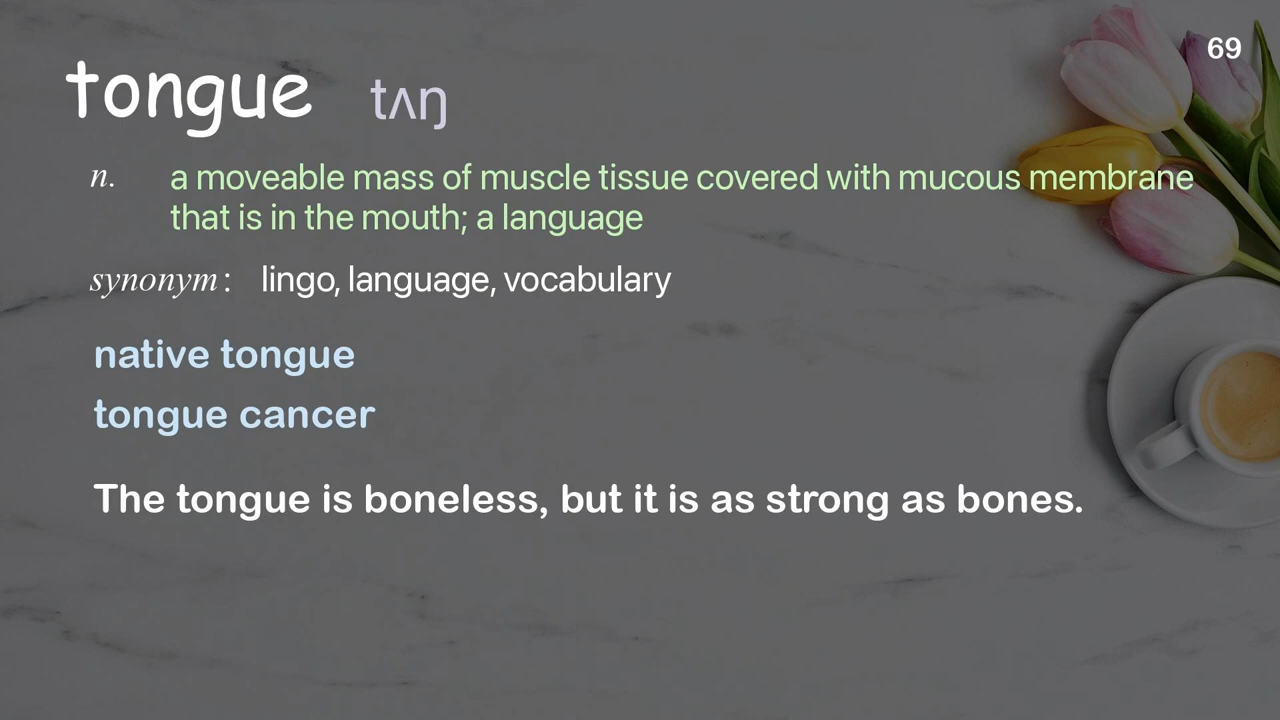 69
tongue tʌŋ
n. a moveable mass of muscle tissue covered with mucous membrane
that is in the mouth; a language
synonym: lingo, language, vocabulary
native tongue
tongue cancer
The tongue is boneless, but it is as strong as bones.